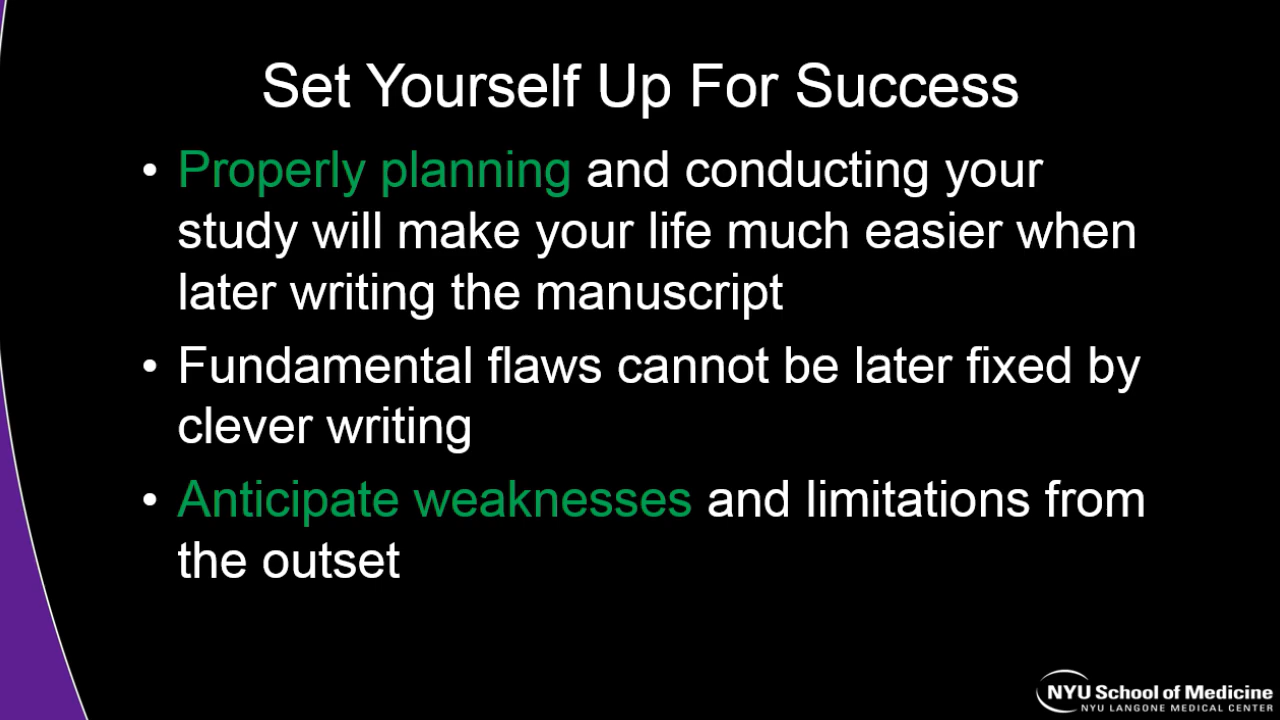 Set Yourself Up For Success
• Properly planning and conducting your
study will make your life much easier when
later writing the manuscript
• Fundamental flaws cannot be later fixed by
clever writing
• Anticipate weaknesses and limitations from
the outset
NYU School of Medicine
NYU LANGONE MEDICAL CENTER